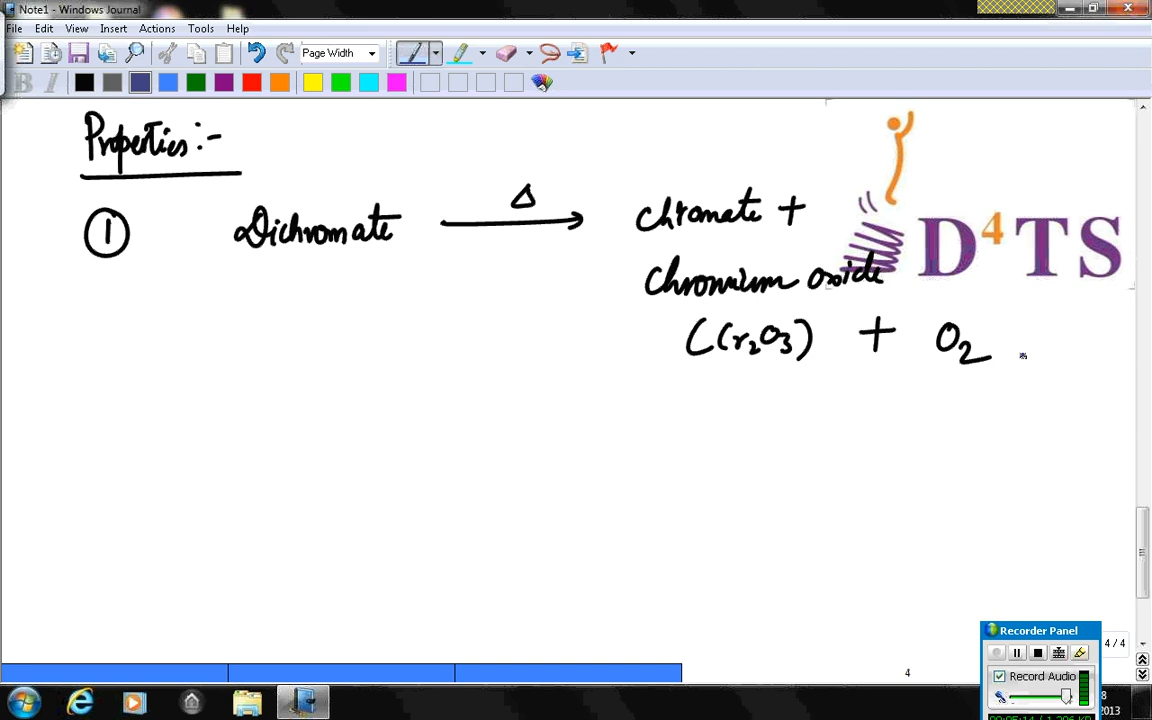 Note1 - Windows Journal
File Edit View Insert Actions Tools Help
Page Width
B I
Properties:-
① Dichromate Δ→ Chromate +
Chromium oxide
(Cr₂O₃) + O₂
D⁴TS
4
4 / 4
Recorder Panel
Record Audio